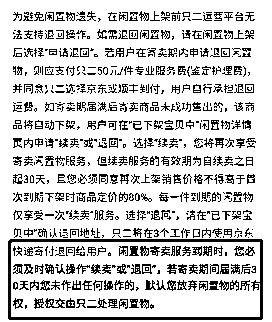 为避免闲置物遗失，在闲置物上架前只二运营平台无
法支持退回操作。如需退回闲置物，请在闲置物上架
后选择“申请退回”。若用户在寄卖期内申请退回闲置
物，则应支付只二50元/件专业服务费(鉴定护理费)，
并同意只二选择京东或顺丰到付，用户自行承担退回
运费。如寄卖期届满后寄卖商品未成功售出的，该商
品将自动下架，用户可在“已下架宝贝中”闲置物详情
页内申请“续卖”或“退回”。选择“续卖”，您将再次享受
寄卖闲置物服务，但续卖服务的有效期为自续卖之日
起30天，且您必须同意再次上架销售价格不得高于首
次到期下架时商品定价的80%。每一件到期的闲置物
仅享受一次“续卖”服务。选择“退回”，请在“已下架宝
贝中”确认退回地址，只二将在3个工作日内使用京东
快递寄付退回给用户。闲置物寄卖服务到期时，您必
须及时确认操作“续卖”或“退回”，若寄卖期间届满后3
0天内您未作出任何操作的，默认您放弃闲置物的所有
权，授权交由只二处理闲置物。